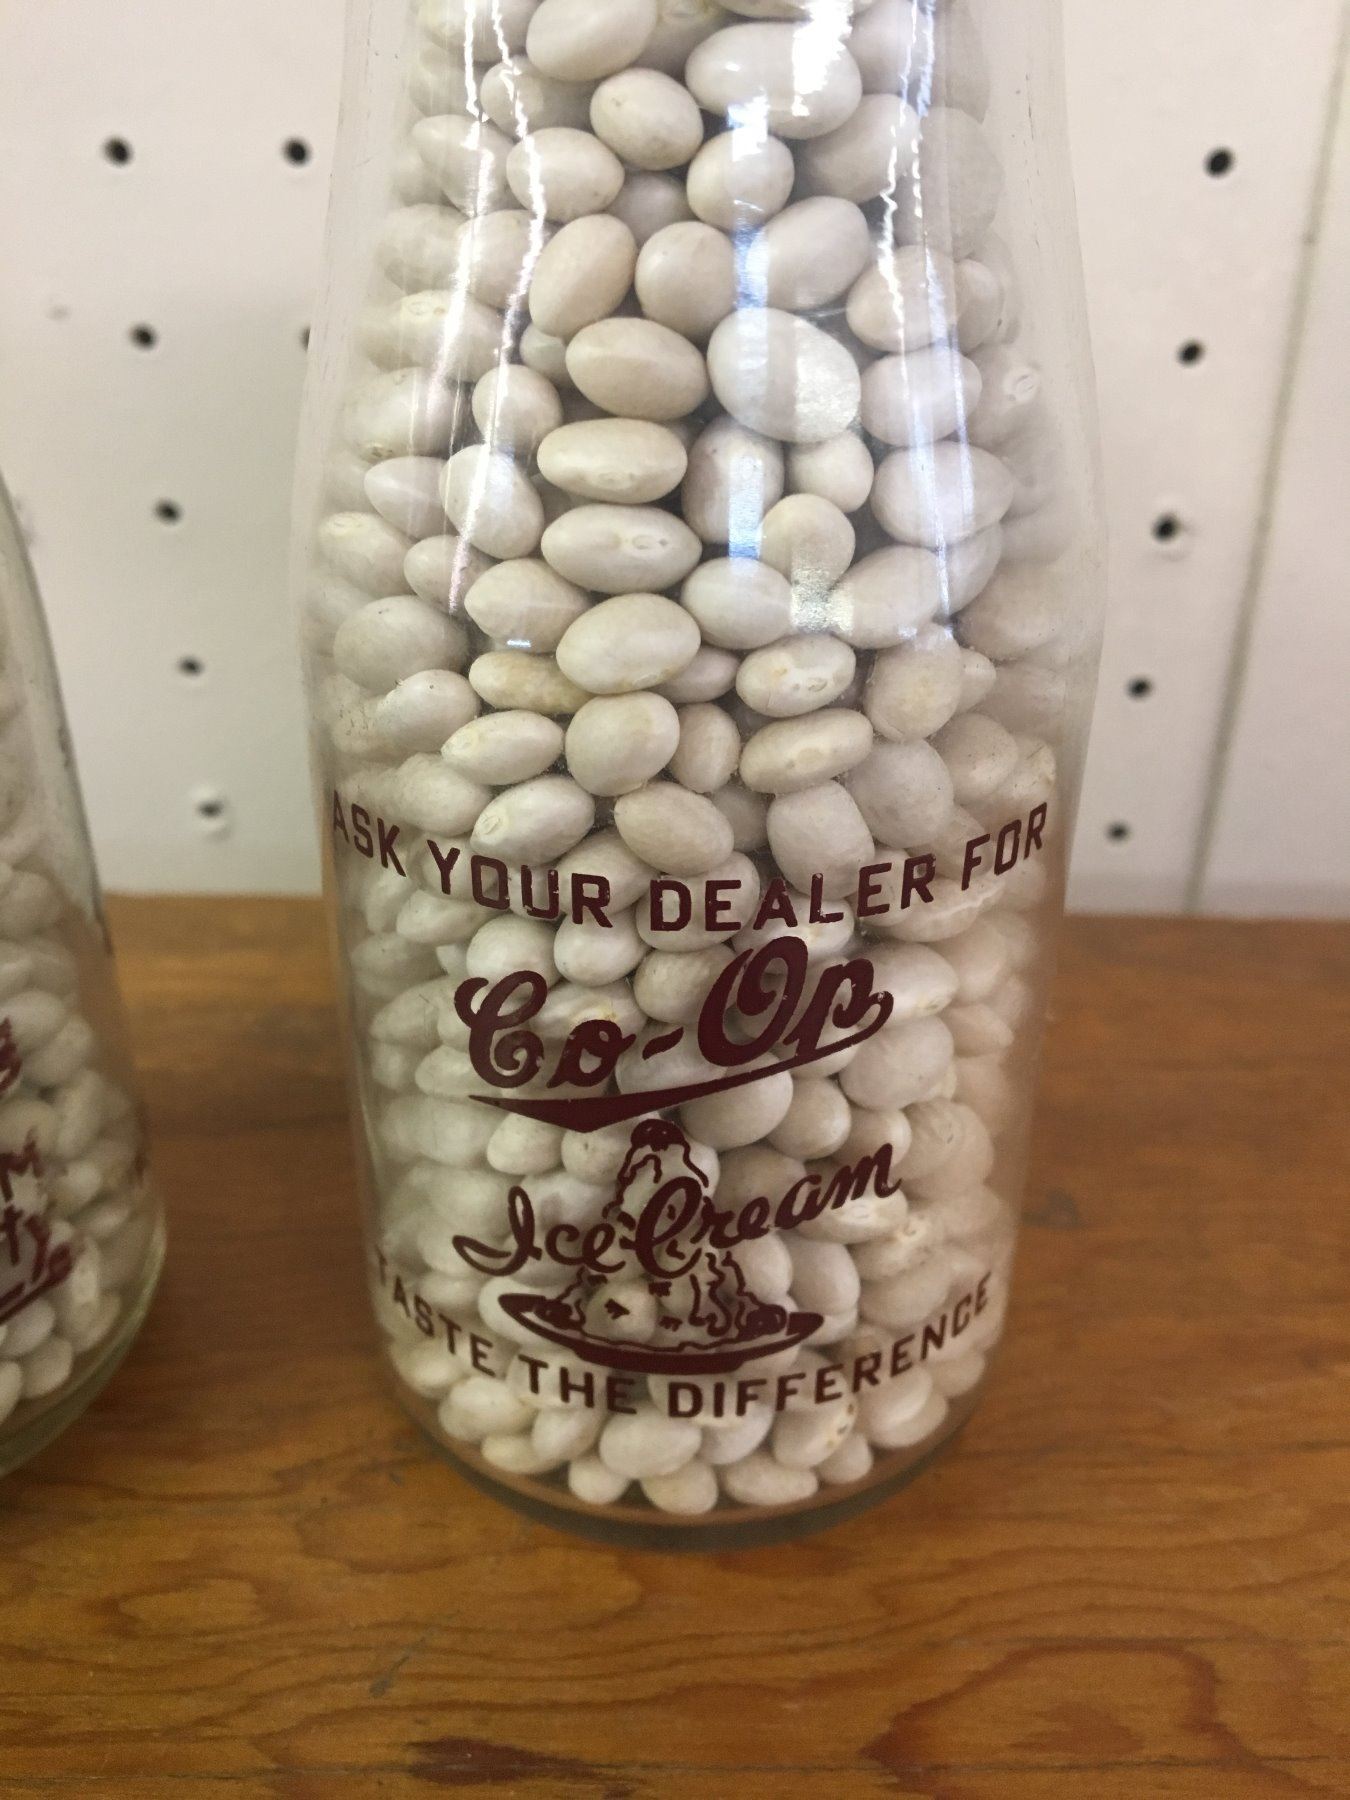 ASK YOUR DEALER FOR
Co-Op
Ice Cream
TASTE THE DIFFERENCE